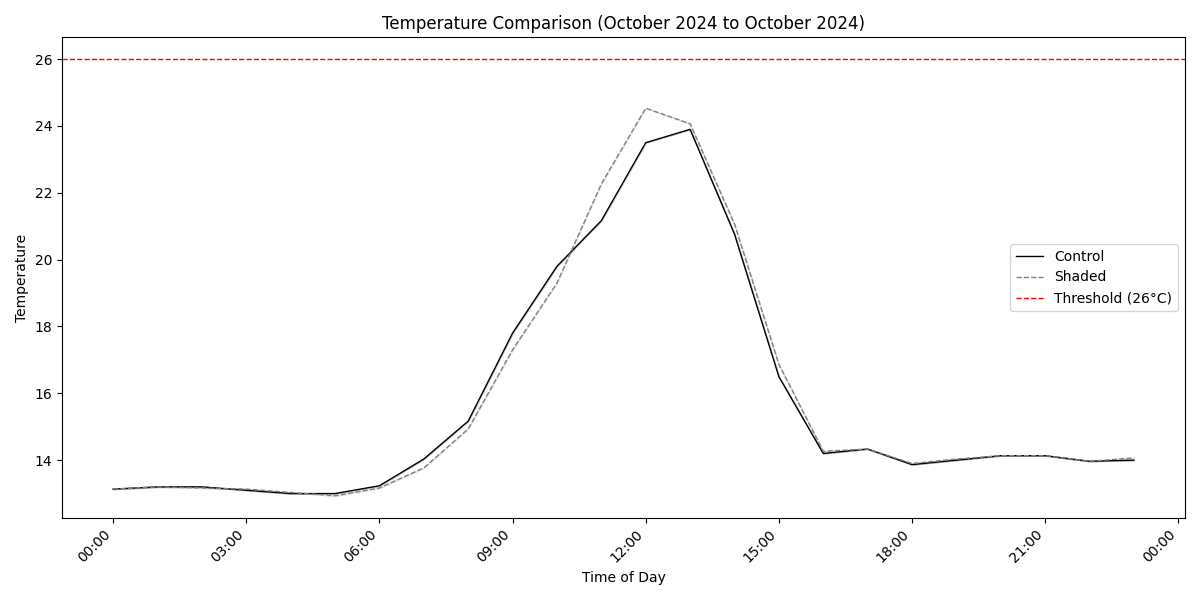 Temperature Comparison (October 2024 to October 2024)
26
24
22
20
18
16
14
Temperature
Control
Shaded
Threshold (26°C)
00:00
03:00
06:00
09:00
12:00
15:00
18:00
21:00
00:00
Time of Day